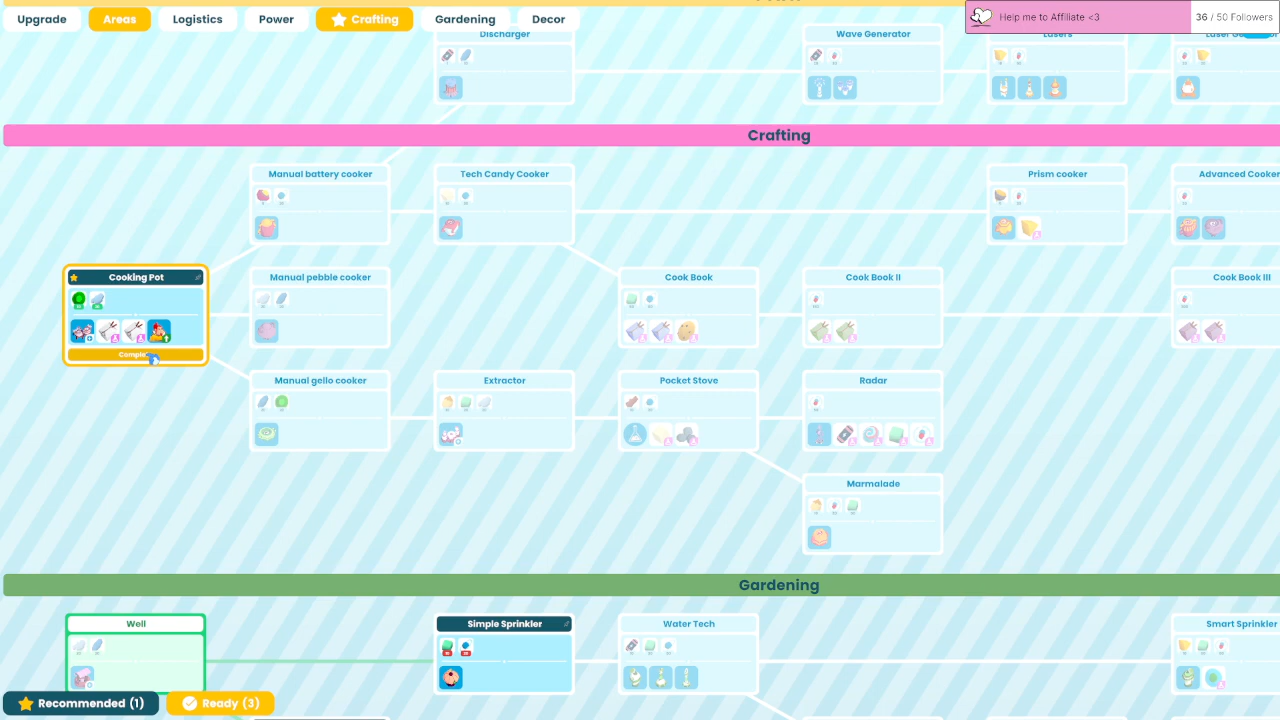 Upgrade
Areas
Logistics
Power
Crafting
Gardening
Decor
Help me to Affiliate <3
36 / 50 Followers
Discharger
Wave Generator
Lasers
Crafting
Manual battery cooker
Tech Candy Cooker
Prism cooker
Advanced Cooker
Cooking Pot
Manual pebble cooker
Cook Book
Cook Book II
Cook Book III
Manual gello cooker
Extractor
Pocket Stove
Radar
Marmalade
Gardening
Well
Simple Sprinkler
Water Tech
Smart Sprinkler
Recommended (1)
Ready (3)